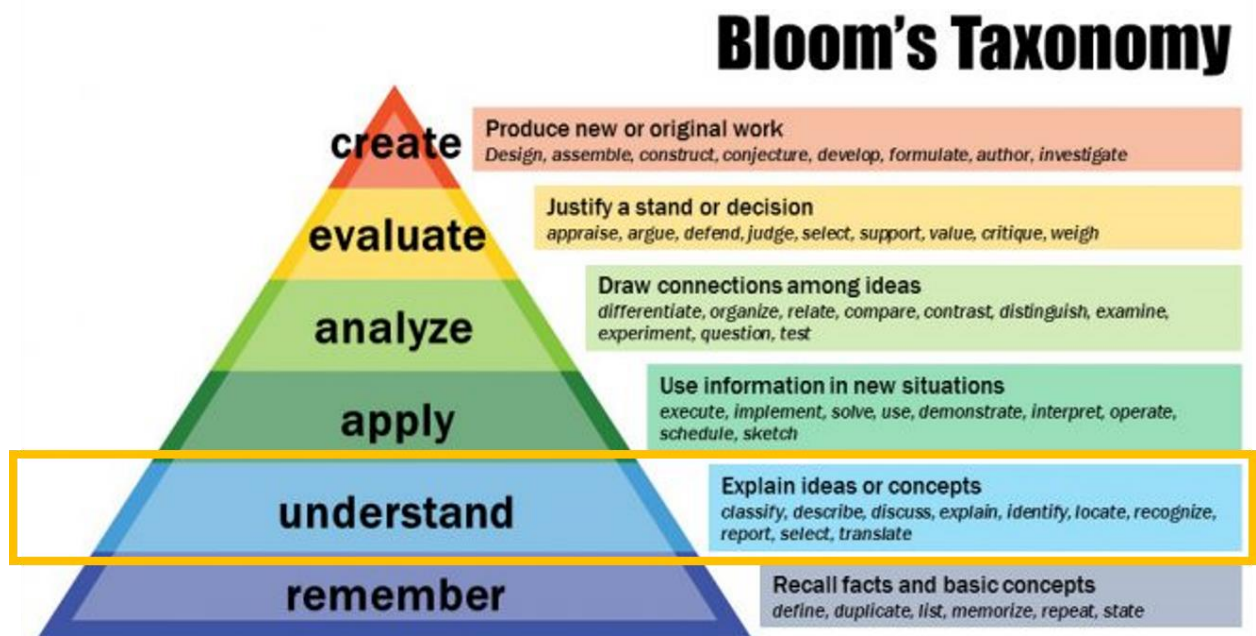 Bloom's Taxonomy
create
Produce new or original work
Design, assemble, construct, conjecture, develop, formulate, author, investigate
evaluate
Justify a stand or decision
appraise, argue, defend, judge, select, support, value, critique, weigh
analyze
Draw connections among ideas
differentiate, organize, relate, compare, contrast, distinguish, examine,
experiment, question, test
apply
Use information in new situations
execute, implement, solve, use, demonstrate, interpret, operate,
schedule, sketch
understand
Explain ideas or concepts
classify, describe, discuss, explain, identify, locate, recognize,
report, select, translate
remember
Recall facts and basic concepts
define, duplicate, list, memorize, repeat, state